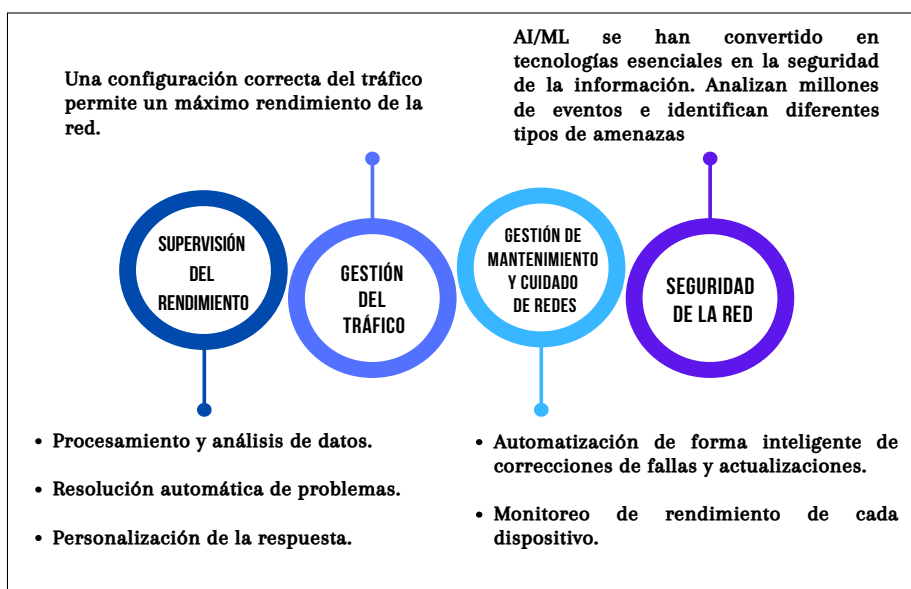 Una configuración correcta del tráfico
permite un máximo rendimiento de la
red.
AI/ML se han convertido en
tecnologías esenciales en la seguridad
de la información. Analizan millones
de eventos e identifican diferentes
tipos de amenazas
SUPERVISIÓN
DEL
RENDIMIENTO
GESTIÓN
DEL
TRÁFICO
GESTIÓN DE
MANTENIMIENTO
Y CUIDADO
DE REDES
SEGURIDAD
DE LA RED
• Procesamiento y análisis de datos.
• Resolución automática de problemas.
• Personalización de la respuesta.
• Automatización de forma inteligente de
correcciones de fallas y actualizaciones.
• Monitoreo de rendimiento de cada
dispositivo.